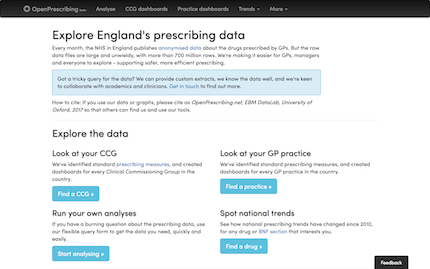 OpenPrescribing beta Analyse CCG dashboards Practice dashboards Trends More
Explore England's prescribing data
Every month, the NHS in England publishes anonymised data about the drugs prescribed by GPs. But the raw
data files are large and unwieldy, with more than 700 million rows. We're making it easier for GPs, managers
and everyone to explore - supporting safer, more efficient prescribing.
Got a tricky query for the data? We can provide custom extracts, we know the data well, and we're keen
to collaborate with academics and clinicians. Get in touch to find out more.
How to cite: If you use our data or graphs, please cite as OpenPrescribing.net, EBM DataLab, University of
Oxford, 2017 so that others can find us and use our tools.
Explore the data
Look at your CCG
We've identified standard prescribing measures, and created
dashboards for every Clinical Commissioning Group in the
country.
Find a CCG »
Look at your GP practice
We've identified standard prescribing measures, and created
dashboards for every GP practice in the country.
Find a practice »
Run your own analyses
If you have a burning question about the prescribing data, use
our flexible query form to get the data you need, quickly and
easily.
Start analysing »
Spot national trends
See how national prescribing trends have changed since 2010,
for any drug or BNF section that interests you.
Find a drug »
Feedback